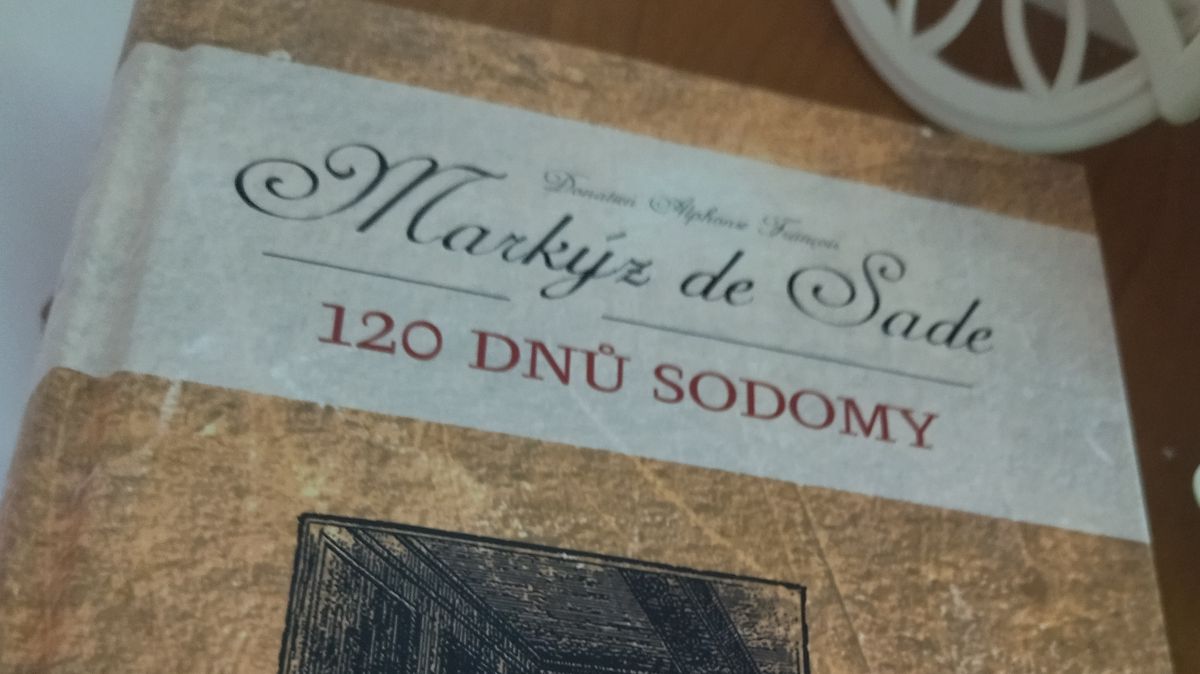 Donatien Alphonse François
Markýz de Sade
120 DNŮ SODOMY